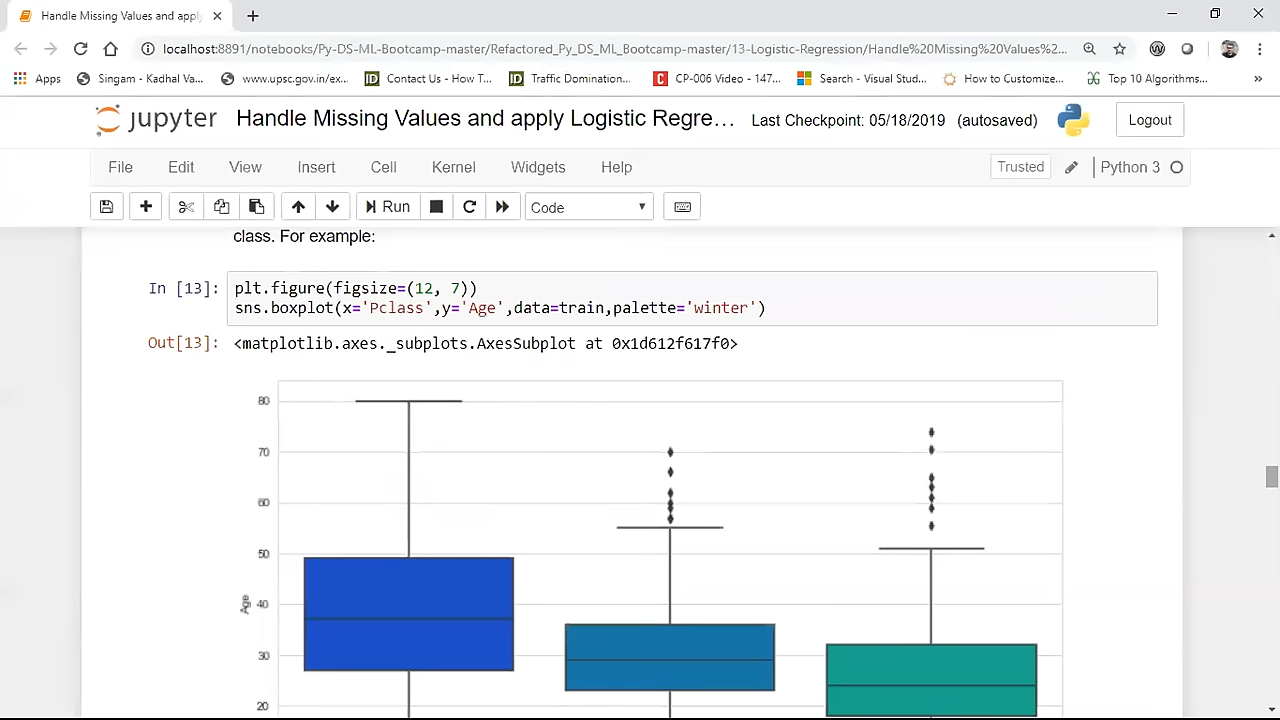 Handle Missing Values and apply
localhost:8891/notebooks/Py-DS-ML-Bootcamp-master/Refactored_Py_DS_ML_Bootcamp-master/13-Logistic-Regression/Handle%20Missing%20Values%2...
Apps Singam - Kadhal Va... www.upsc.gov.in/ex... Contact Us - How T... Traffic Domination... CP-006 Video - 147... Search - Visual Stud... How to Customize... Top 10 Algorithms... »
jupyter Handle Missing Values and apply Logistic Regre... Last Checkpoint: 05/18/2019 (autosaved) Logout
File Edit View Insert Cell Kernel Widgets Help Trusted Python 3
Run Code
class. For example:
In [13]: plt.figure(figsize=(12, 7))
sns.boxplot(x='Pclass',y='Age',data=train,palette='winter')
Out[13]: <matplotlib.axes._subplots.AxesSubplot at 0x1d612f617f0>
80
70
60
50
Age 40
30
20